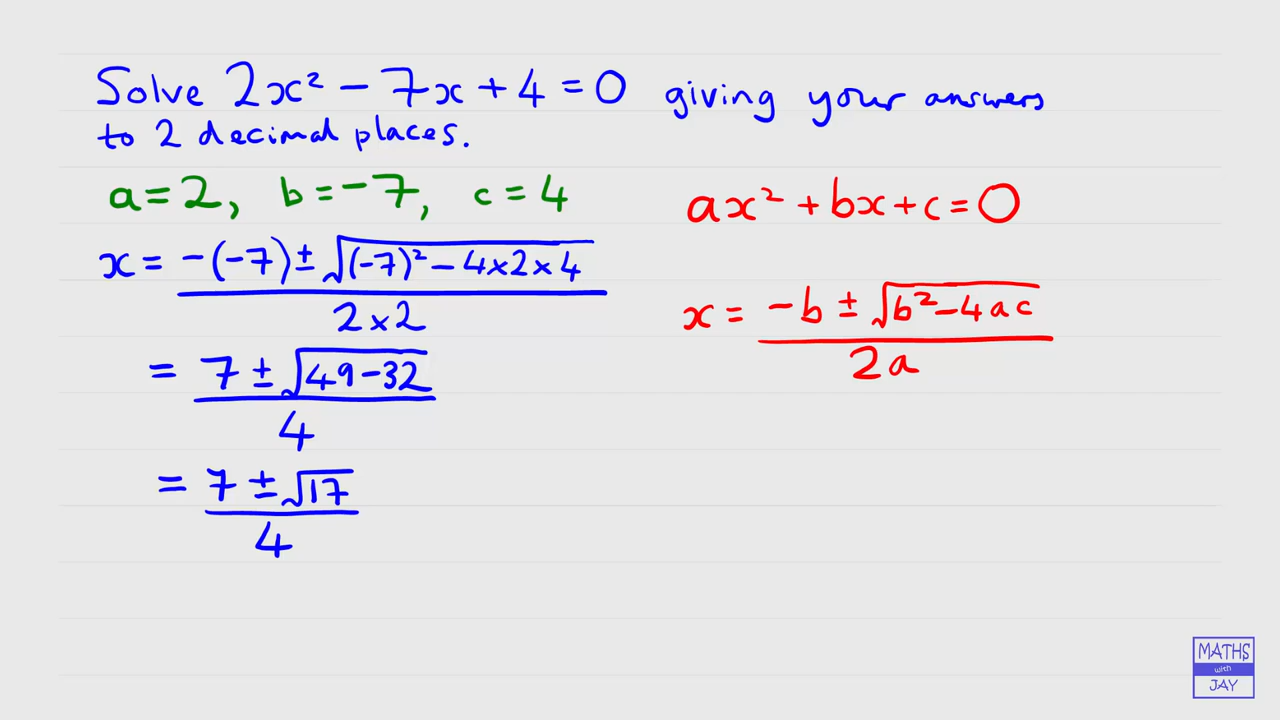 Solve 2x² - 7x + 4 = 0 giving your answers
to 2 decimal places.
a = 2, b = -7, c = 4
x = (-(-7) ± √((-7)² - 4×2×4)) / (2×2)
= (7 ± √(49-32)) / 4
= (7 ± √17) / 4
ax² + bx + c = 0
x = (-b ± √(b²-4ac)) / (2a)
MATHS
with
JAY